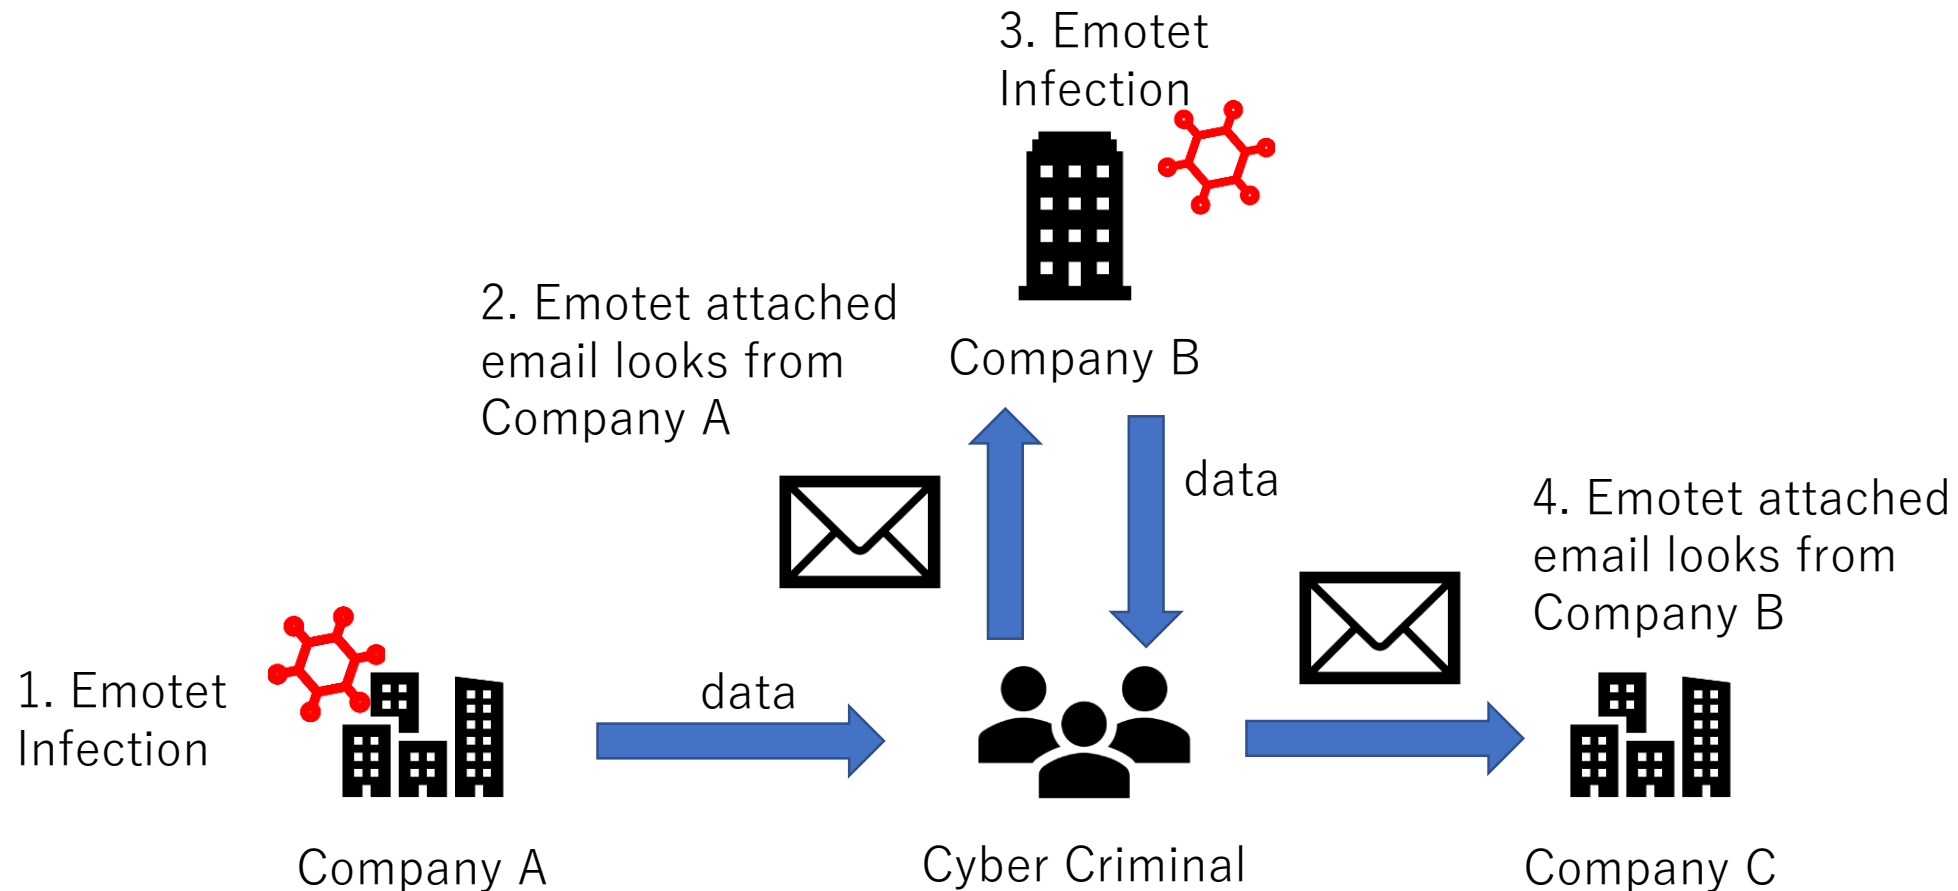 3. Emotet
Infection
2. Emotet attached
email looks from
Company A
Company B
data
4. Emotet attached
email looks from
Company B
1. Emotet
Infection
data
Company A
Cyber Criminal
Company C